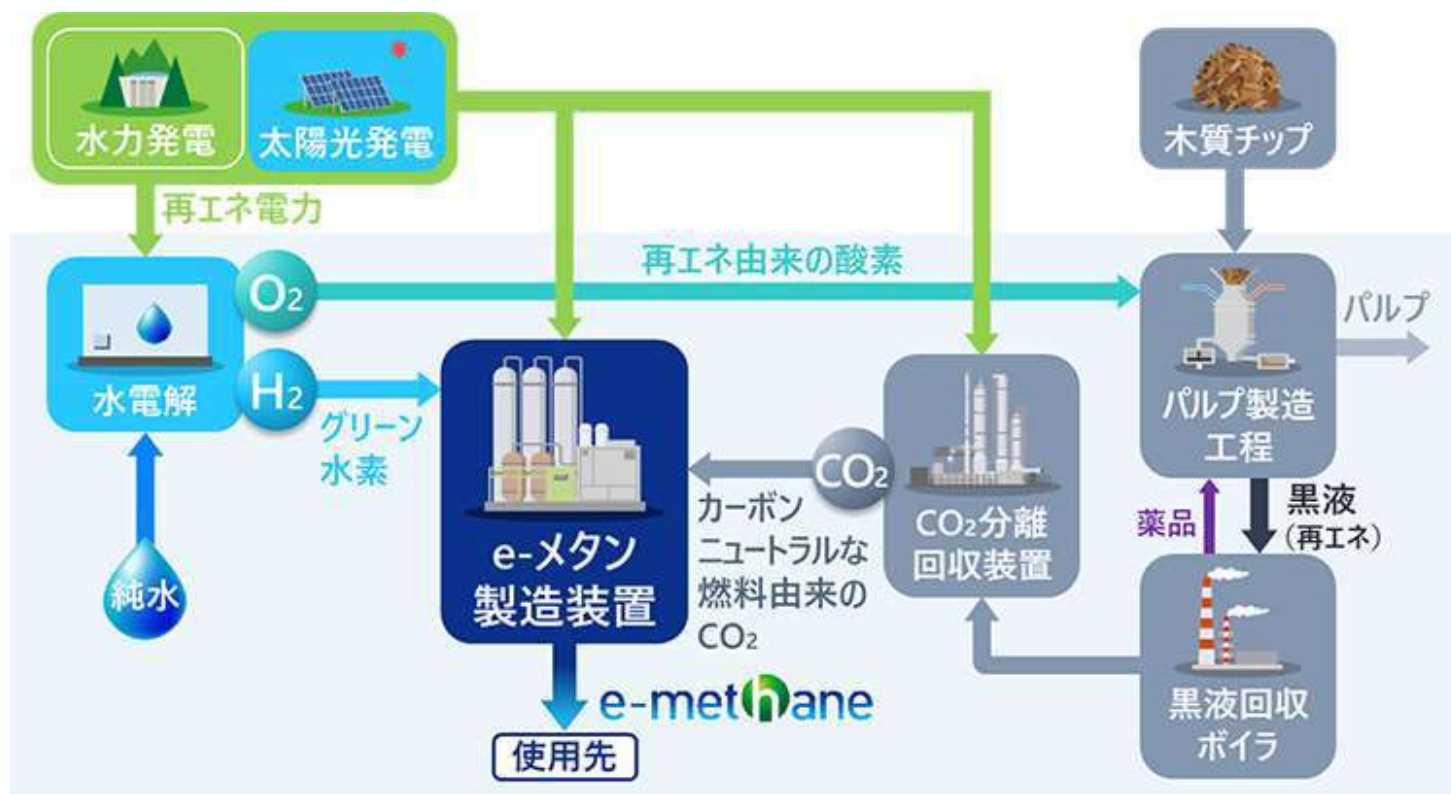 水力発電
太陽光発電
木質チップ
再エネ電力
再エネ由来の酸素
O2
H2
水電解
グリーン
水素
純水
e-メタン
製造装置
CO2
カーボン
ニュートラルな
燃料由来の
CO2
CO2分離
回収装置
パルプ製造
工程
パルプ
薬品
黒液
(再エネ)
黒液回収
ボイラ
e-methane
使用先